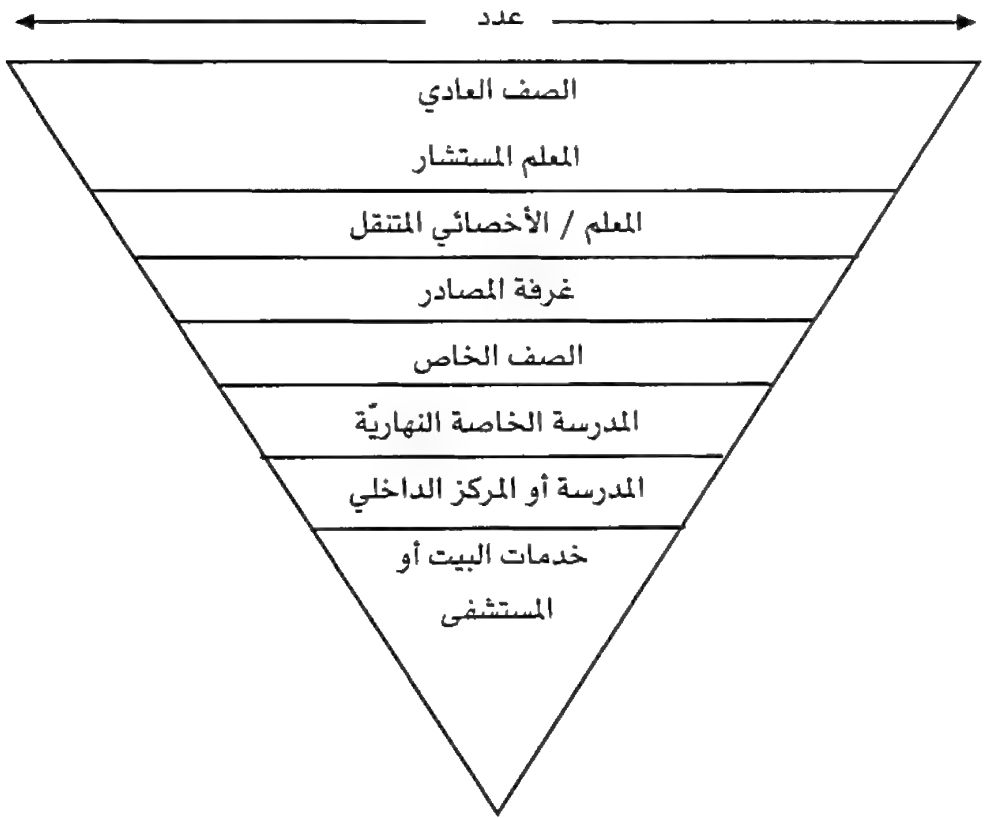 عدد
الصف العادي
المعلم المستشار
المعلم / الأخصائي المتنقل
غرفة المصادر
الصف الخاص
المدرسة الخاصة النهاريّة
المدرسة أو المركز الداخلي
خدمات البيت أو
المستشفى